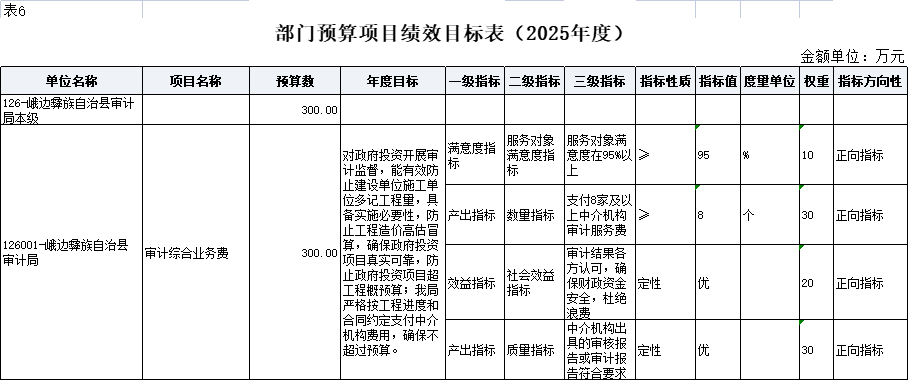 表6
部门预算项目绩效目标表（2025年度）
金额单位：万元
单位名称 项目名称 预算数 年度目标 一级指标 二级指标 三级指标 指标性质 指标值 度量单位 权重 指标方向性
126-峨边彝族自治县审计
局本级
300.00
126001-峨边彝族自治县
审计局
审计综合业务费
300.00
对政府投资开展审
计监督，能有效防
止建设单位施工单
位多记工程量，具
备实施必要性，防
止工程造价高估冒
算，确保政府投资
项目真实可靠，防
止政府投资项目超
工程概预算；我局
严格按工程进度和
合同约定支付中介
机构费用，确保不
超过预算。
满意度指
标
服务对象
满意度指
标
服务对象满
意度在95%以
上
≥
95
%
10
正向指标
产出指标
数量指标
支付8家及以
上中介机构
审计服务费
≥
8
个
30
正向指标
效益指标
社会效益
指标
审计结果各
方认可，确
保财政资金
安全，杜绝
浪费
定性
优
20
正向指标
产出指标
质量指标
中介机构出
具的审核报
告或审计报
告符合要求
定性
优
30
正向指标